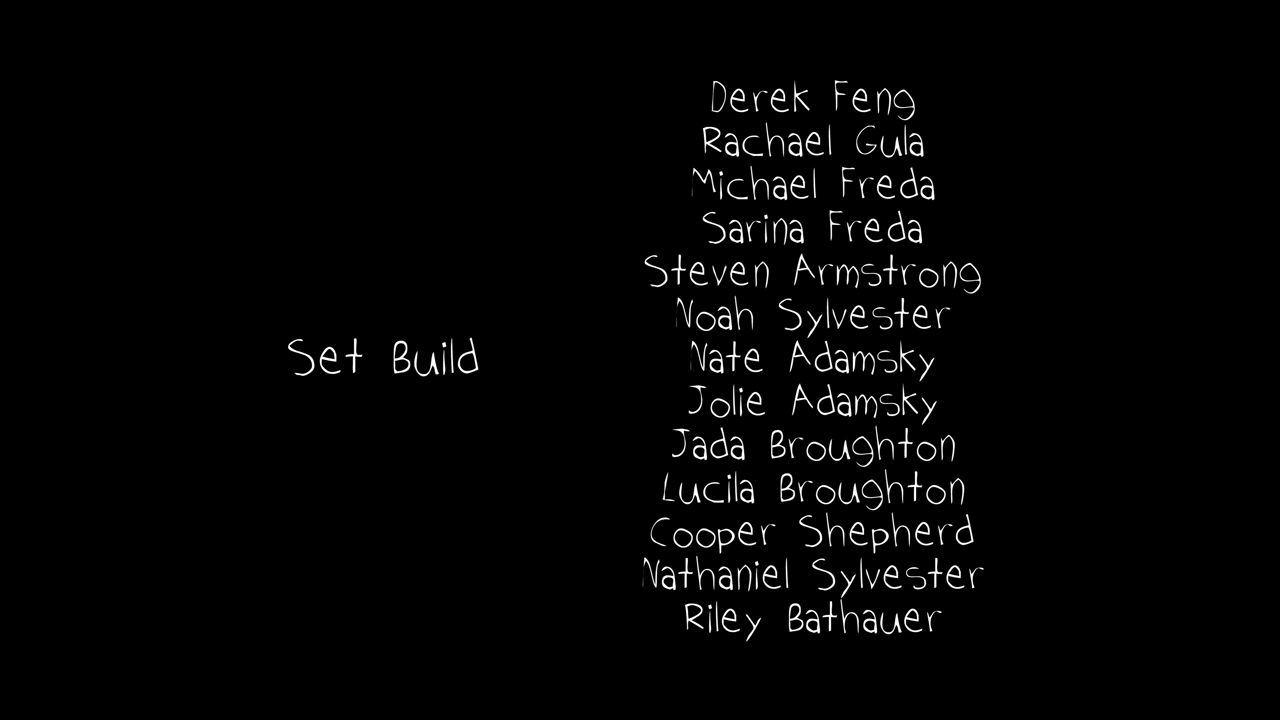 Set Build
Derek Feng
Rachael Gula
Michael Freda
Sarina Freda
Steven Armstrong
Noah Sylvester
Nate Adamsky
Jolie Adamsky
Jada Broughton
Lucila Broughton
Cooper Shepherd
Nathaniel Sylvester
Riley Bathauer